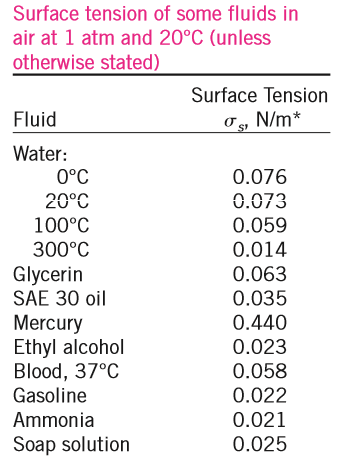 Surface tension of some fluids in
air at 1 atm and 20°C (unless
otherwise stated)
Surface Tension
Fluid σₛ, N/m*
Water:
0°C 0.076
20°C 0.073
100°C 0.059
300°C 0.014
Glycerin 0.063
SAE 30 oil 0.035
Mercury 0.440
Ethyl alcohol 0.023
Blood, 37°C 0.058
Gasoline 0.022
Ammonia 0.021
Soap solution 0.025